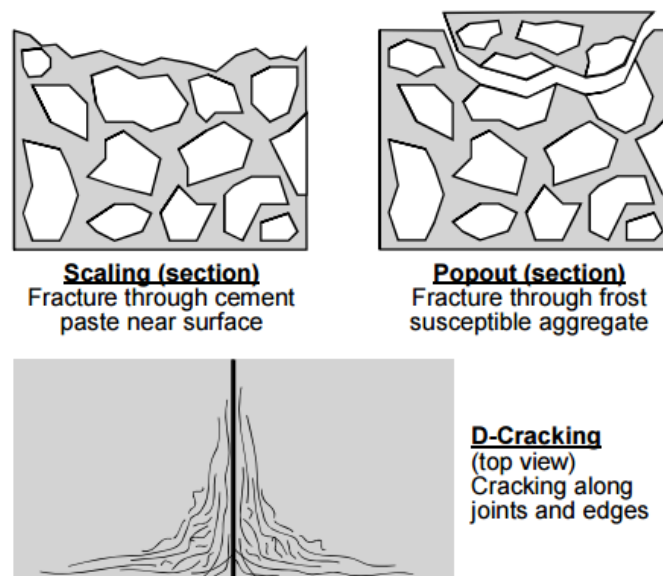 Scaling (section)
Fracture through cement
paste near surface
Popout (section)
Fracture through frost
susceptible aggregate
D-Cracking
(top view)
Cracking along
joints and edges